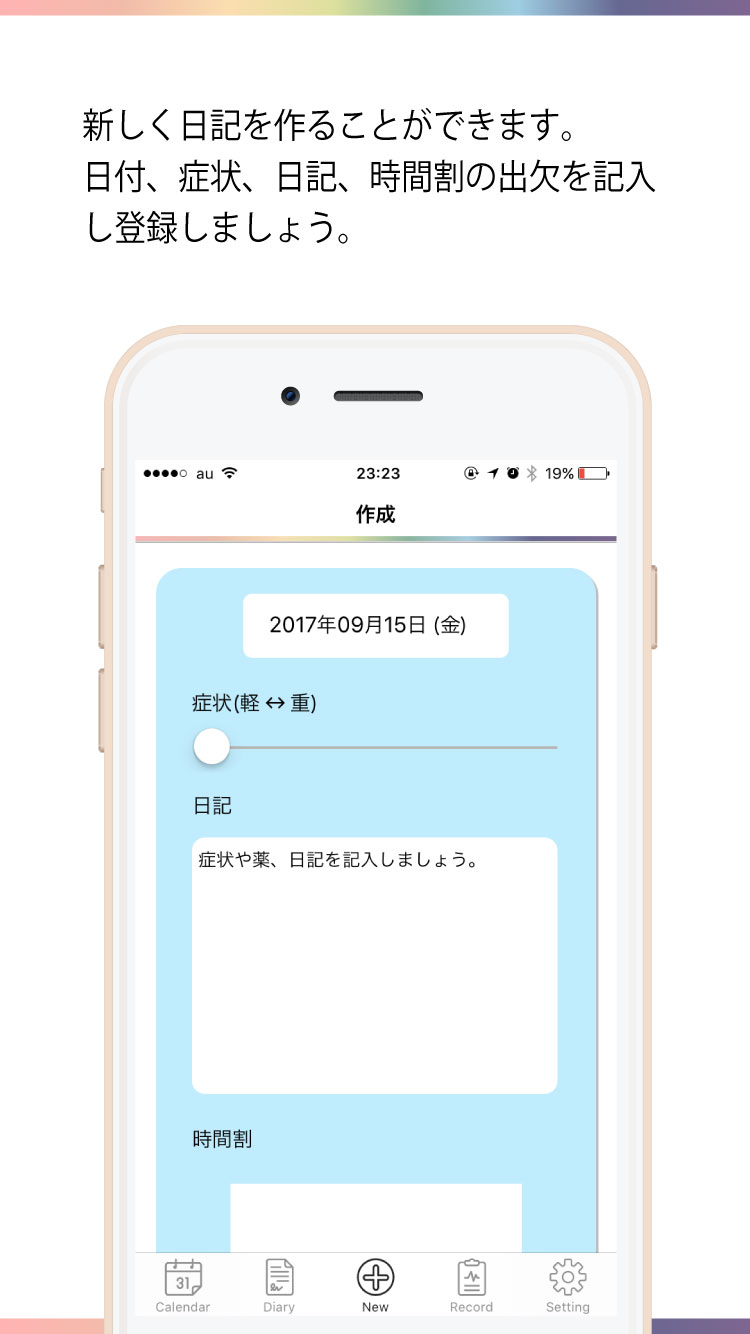 新しく日記を作ることができます。
日付、症状、日記、時間割の出欠を記入
し登録しましょう。
au 23:23 19%
作成
2017年09月15日 (金)
症状(軽 ↔ 重)
日記
症状や薬、日記を記入しましょう。
時間割
31
Calendar Diary New Record Setting